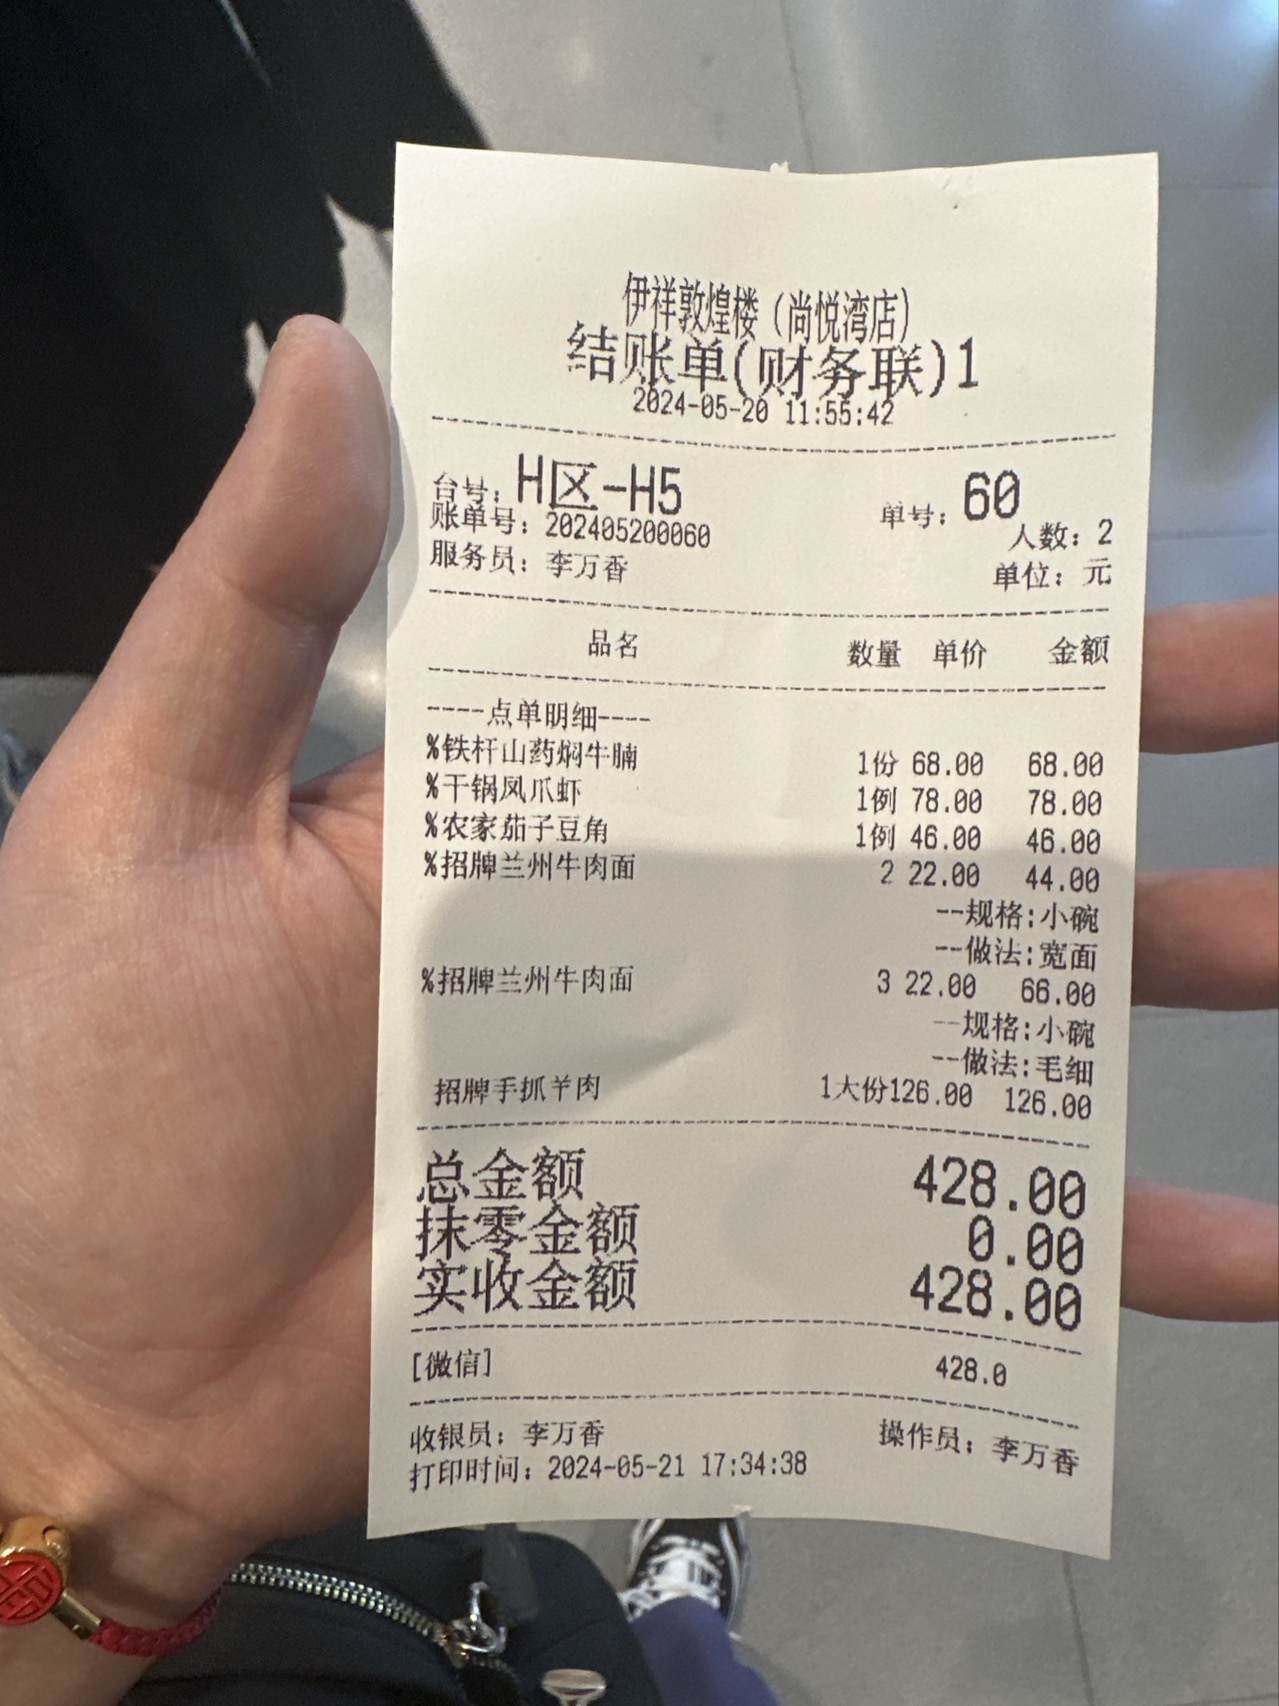 伊祥敦煌楼（尚悦湾店）
结账单(财务联)1
2024-05-20 11:55:42
台号: H区-H5 单号: 60
账单号: 202405200060 人数: 2
服务员: 李万香 单位: 元
品名 数量 单价 金额
----点单明细----
%铁杆山药焖牛腩 1份 68.00 68.00
%干锅凤爪虾 1例 78.00 78.00
%农家茄子豆角 1例 46.00 46.00
%招牌兰州牛肉面 2 22.00 44.00
--规格:小碗
--做法:宽面
%招牌兰州牛肉面 3 22.00 66.00
--规格:小碗
--做法:毛细
招牌手抓羊肉 1大份126.00 126.00
总金额 428.00
抹零金额 0.00
实收金额 428.00
[微信] 428.0
收银员: 李万香 操作员: 李万香
打印时间: 2024-05-21 17:34:38